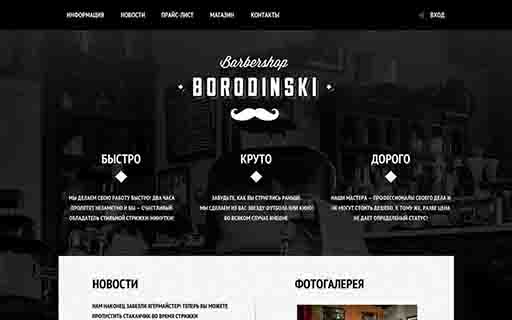 ИНФОРМАЦИЯ НОВОСТИ ПРАЙС-ЛИСТ МАГАЗИН КОНТАКТЫ ВХОД
Barbershop
BORODINSKI
БЫСТРО КРУТО ДОРОГО
МЫ ДЕЛАЕМ СВОЮ РАБОТУ БЫСТРО! ДВА ЧАСА
ПРОЛЕТЯТ НЕЗАМЕТНО И ВЫ – СЧАСТЛИВЫЙ
ОБЛАДАТЕЛЬ СТИЛЬНОЙ СТРИЖКИ-МИНУТКИ!
ЗАБУДЬТЕ, КАК ВЫ СТРИГЛИСЬ РАНЬШЕ.
МЫ СДЕЛАЕМ ИЗ ВАС ЗВЕЗДУ ФУТБОЛА ИЛИ КИНО!
ВО ВСЯКОМ СЛУЧАЕ ВНЕШНЕ.
НАШИ МАСТЕРА – ПРОФЕССИОНАЛЫ СВОЕГО ДЕЛА И
НЕ МОГУТ СТОИТЬ ДЕШЕВО. К ТОМУ ЖЕ, РАЗВЕ ЦЕНА
НЕ ДАЕТ ОПРЕДЕЛЕННЫЙ СТАТУС?
НОВОСТИ
НАМ НАКОНЕЦ ЗАВЕЗЛИ ЯГЕРМАЙСТЕР! ТЕПЕРЬ ВЫ МОЖЕТЕ
ПРОПУСТИТЬ СТАКАНЧИК ВО ВРЕМЯ СТРИЖКИ
ФОТОГАЛЕРЕЯ